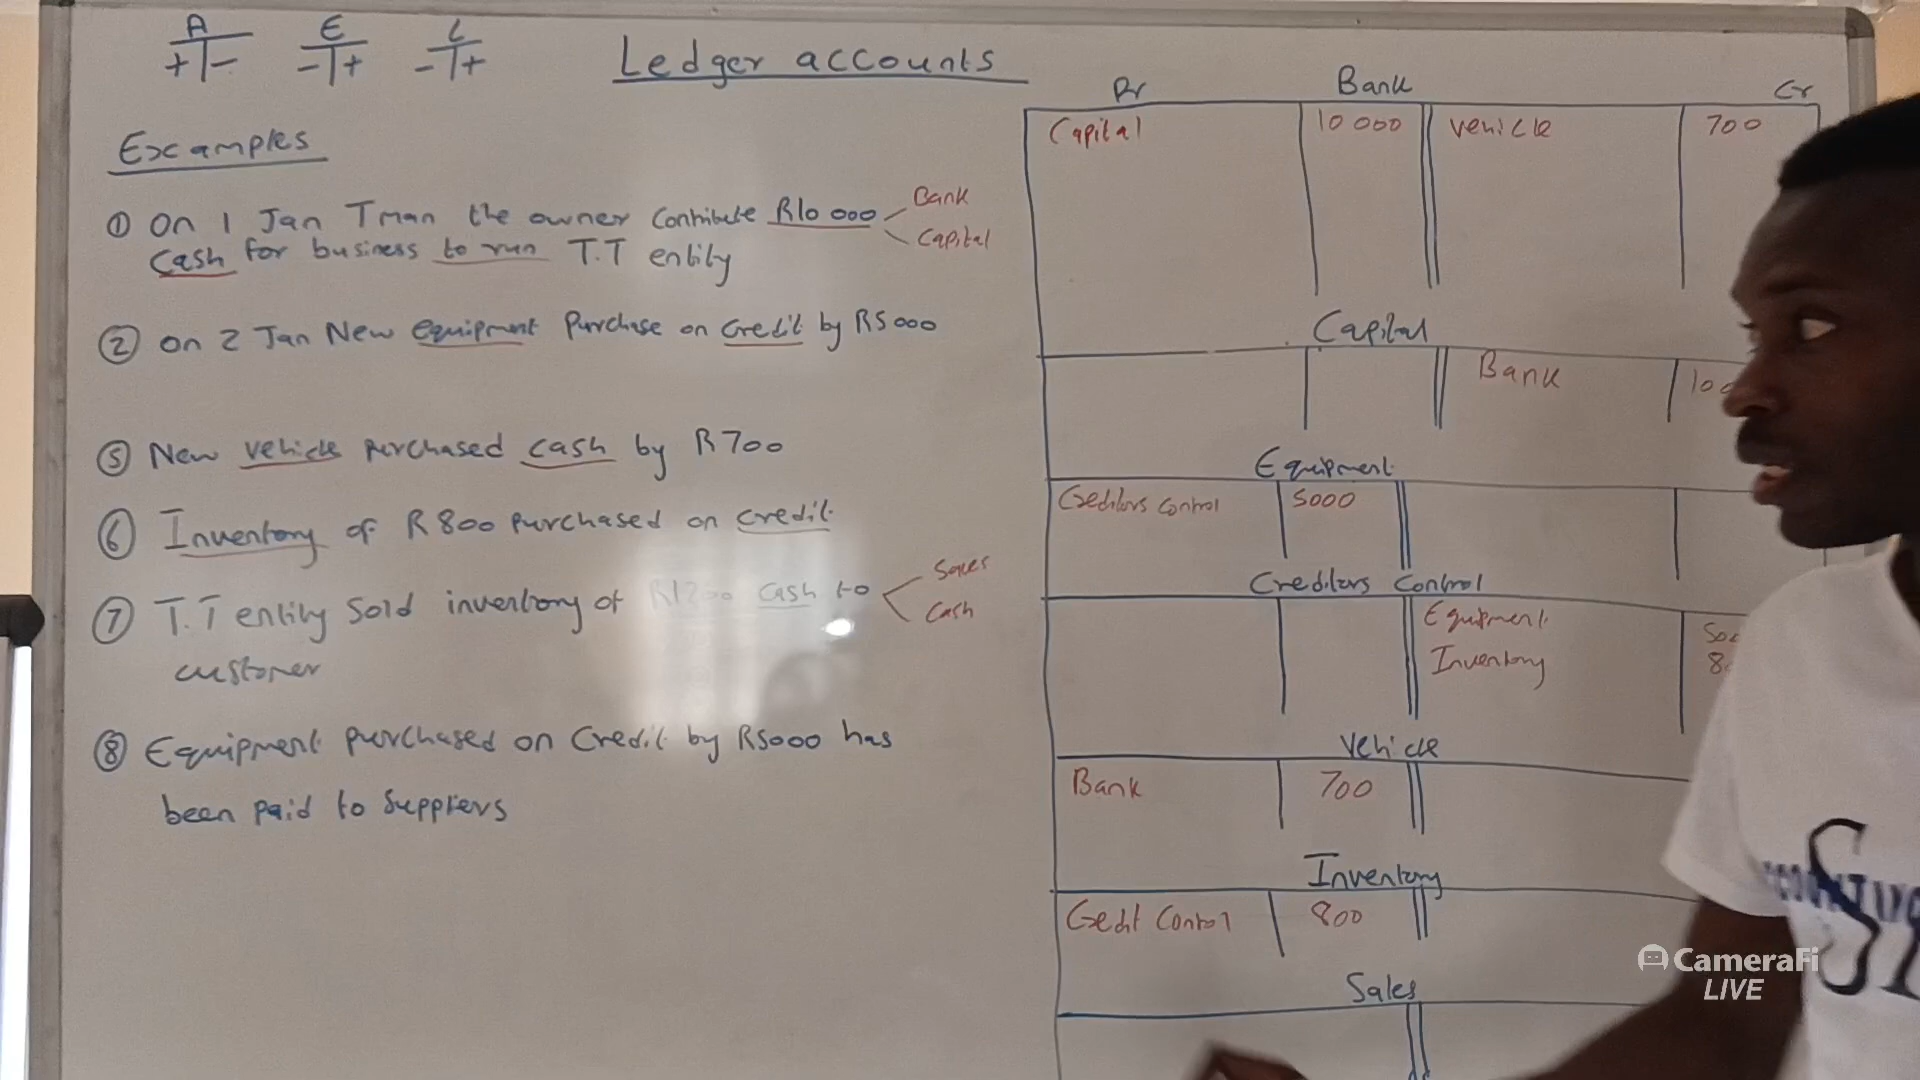 A E L
+ - - + - +
Ledger accounts
Examples
① On 1 Jan Tman the owner Contribute R10 000
Bank
Capital
Cash for business to run T.T entity
② on 2 Jan New equipment Purchase on Credit by R5000
⑤ New vehicle purchased cash by R700
⑥ Inventory of R800 purchased on credit
⑦ T.T entity Sold inventory of R1200 Cash to
Sales
Cash
customer
⑧ Equipment purchased on Credit by R5000 has
been paid to Suppliers
Dr Bank Cr
Capital 10 000 vehicle 700
Capital
Bank
Equipment
Creditors Control 5000
Creditors Control
Equipment
Inventory
Vehicle
Bank 700
Inventory
Credit Control 800
Sales
CameraFi
LIVE